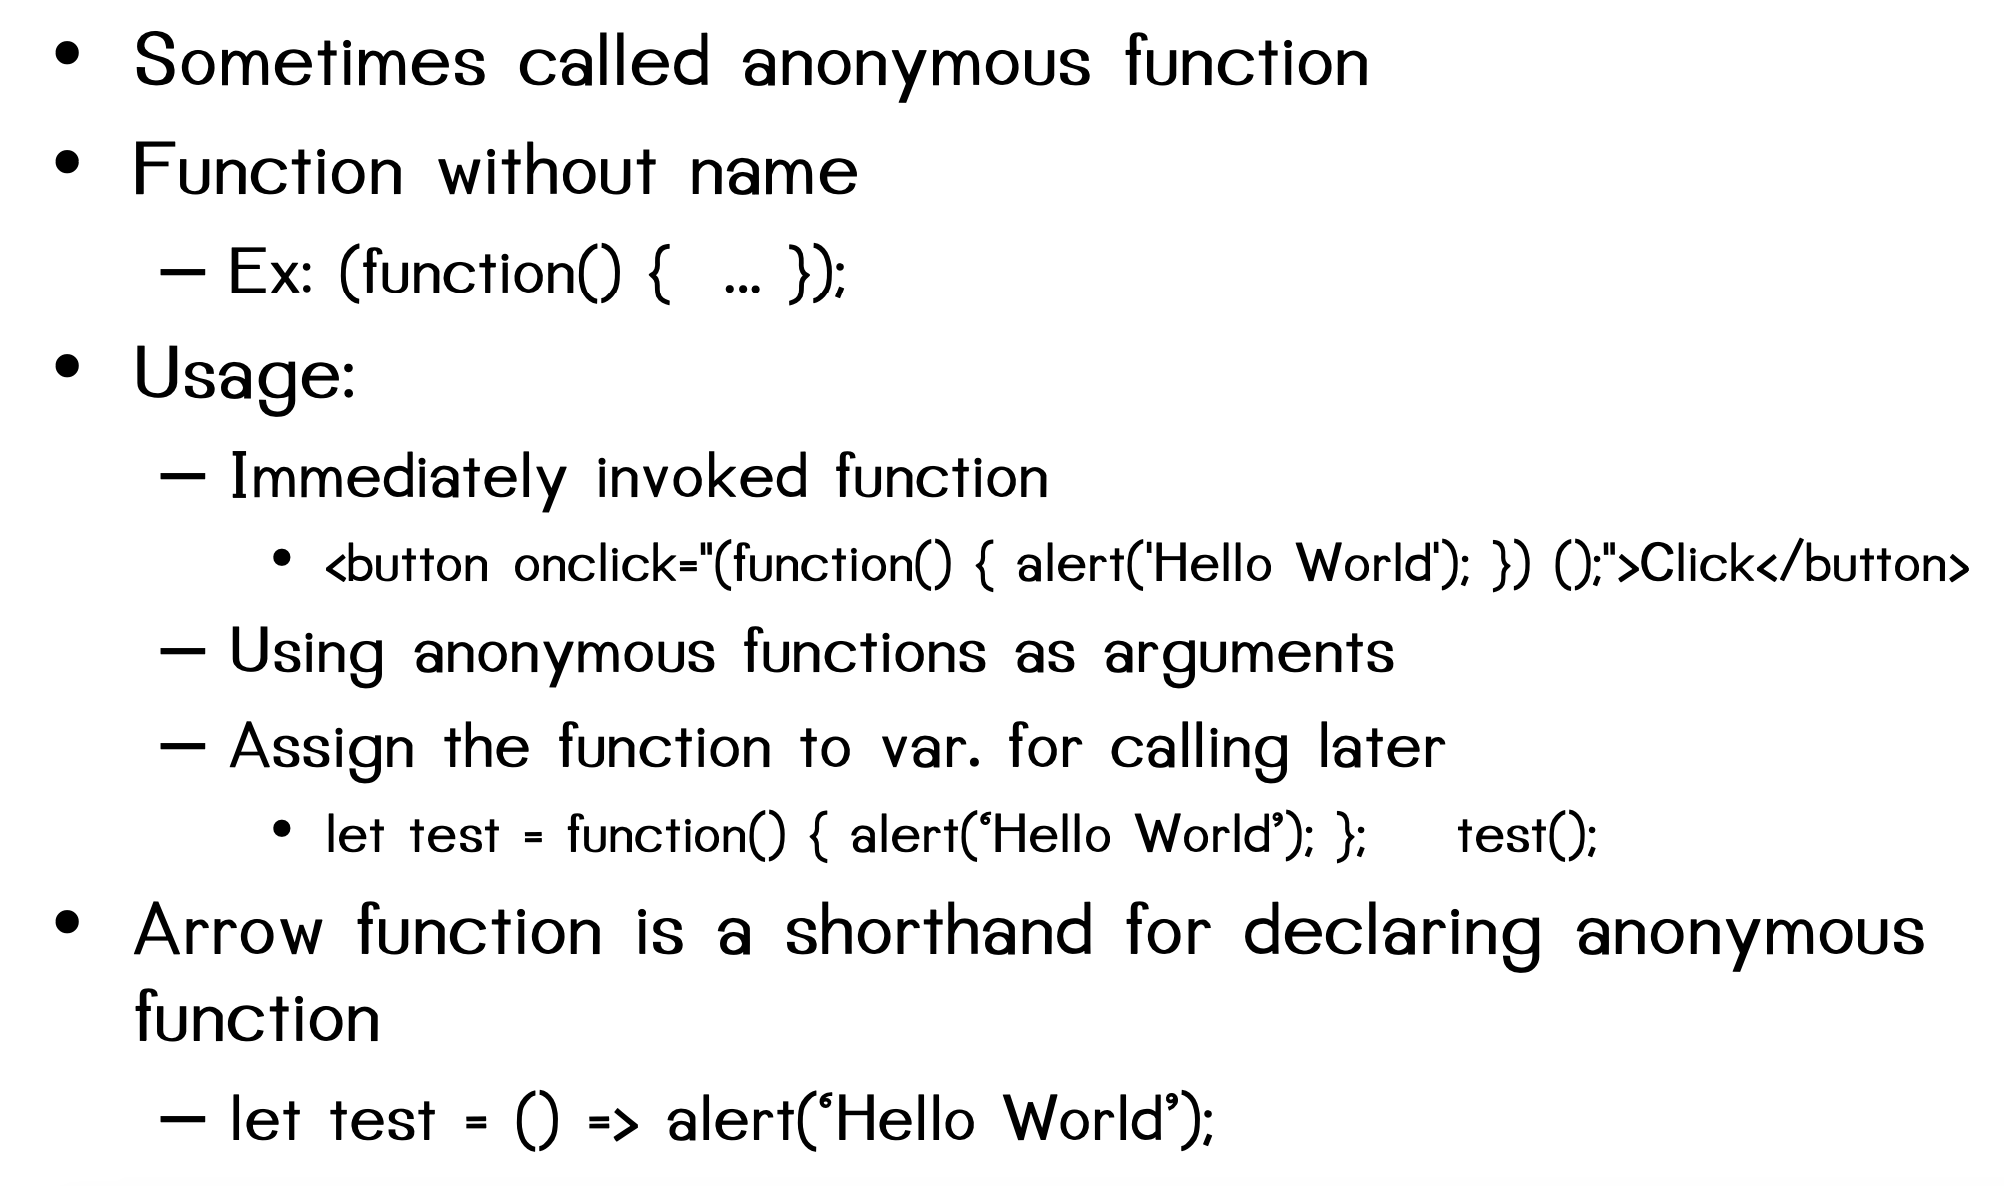 • Sometimes called anonymous function
• Function without name
– Ex: (function() {  ... });
• Usage:
– Immediately invoked function
• <button onclick="(function() { alert('Hello World'); }) ();">Click</button>
– Using anonymous functions as arguments
– Assign the function to var. for calling later
• let test = function() { alert(‘Hello World’); };    test();
• Arrow function is a shorthand for declaring anonymous
function
– let test = () => alert(‘Hello World’);